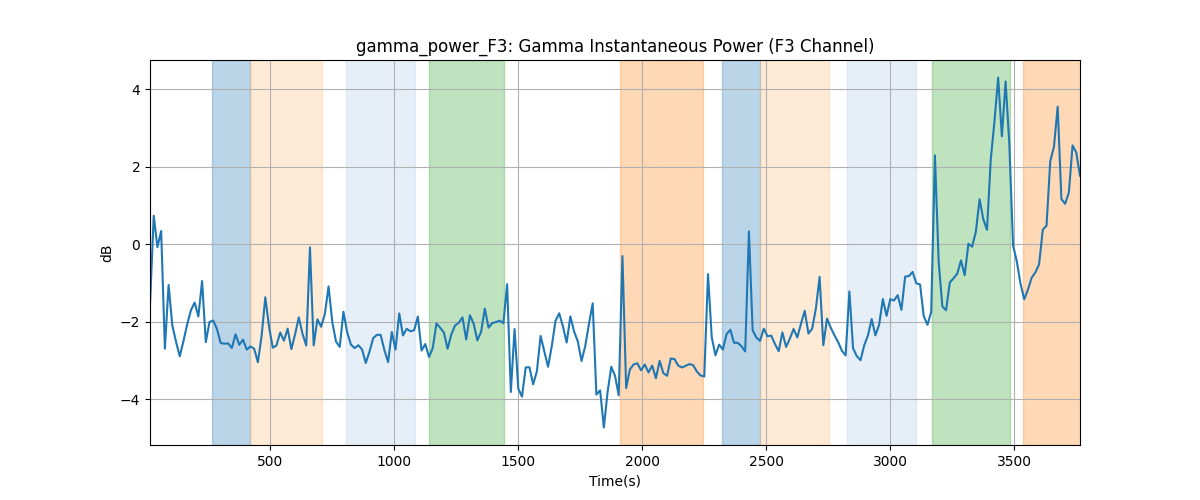 gamma_power_F3: Gamma Instantaneous Power (F3 Channel)
4
2
0
−2
−4
dB
500 1000 1500 2000 2500 3000 3500
Time(s)